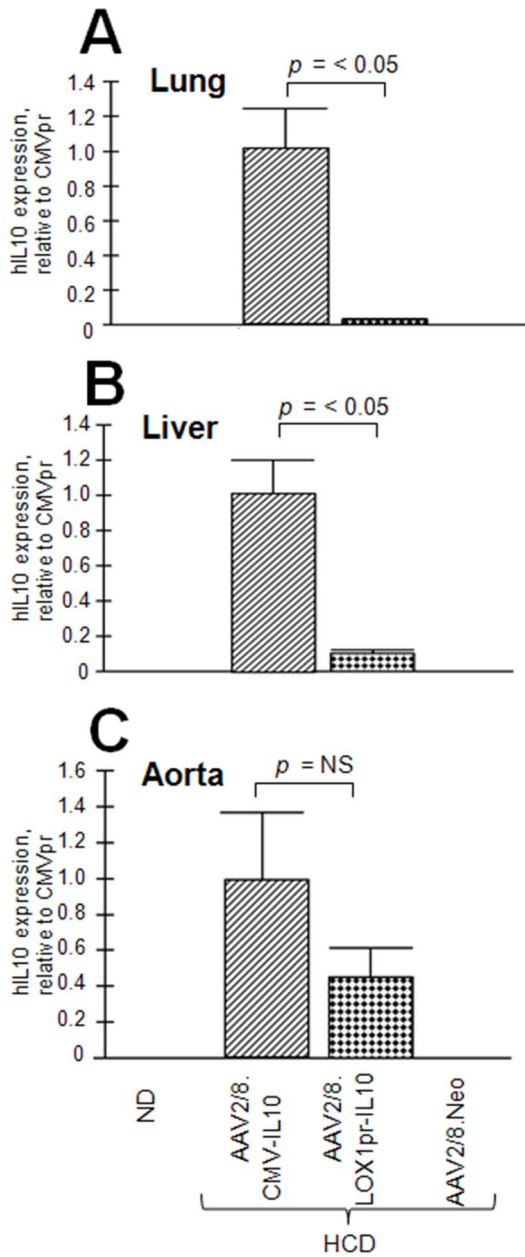 A
Lung
p = < 0.05
hIL10 expression,
relative to CMVpr
1.4
1.2
1.0
0.8
0.6
0.4
0.2
0
B
Liver
p = < 0.05
hIL10 expression,
relative to CMVpr
1.4
1.2
1.0
0.8
0.6
0.4
0.2
0
C
Aorta
p = NS
hIL10 expression,
relative to CMVpr
1.6
1.4
1.2
1.0
0.8
0.6
0.4
0.2
0
ND
AAV2/8.
CMV-IL10
AAV2/8.
LOX1pr-IL10
AAV2/8.Neo
HCD